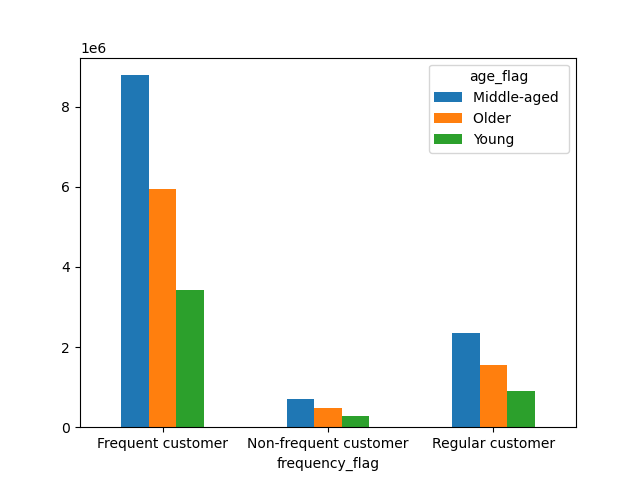 1e6
age_flag
Middle-aged
Older
Young
8
6
4
2
0
Frequent customer
Non-frequent customer
Regular customer
frequency_flag